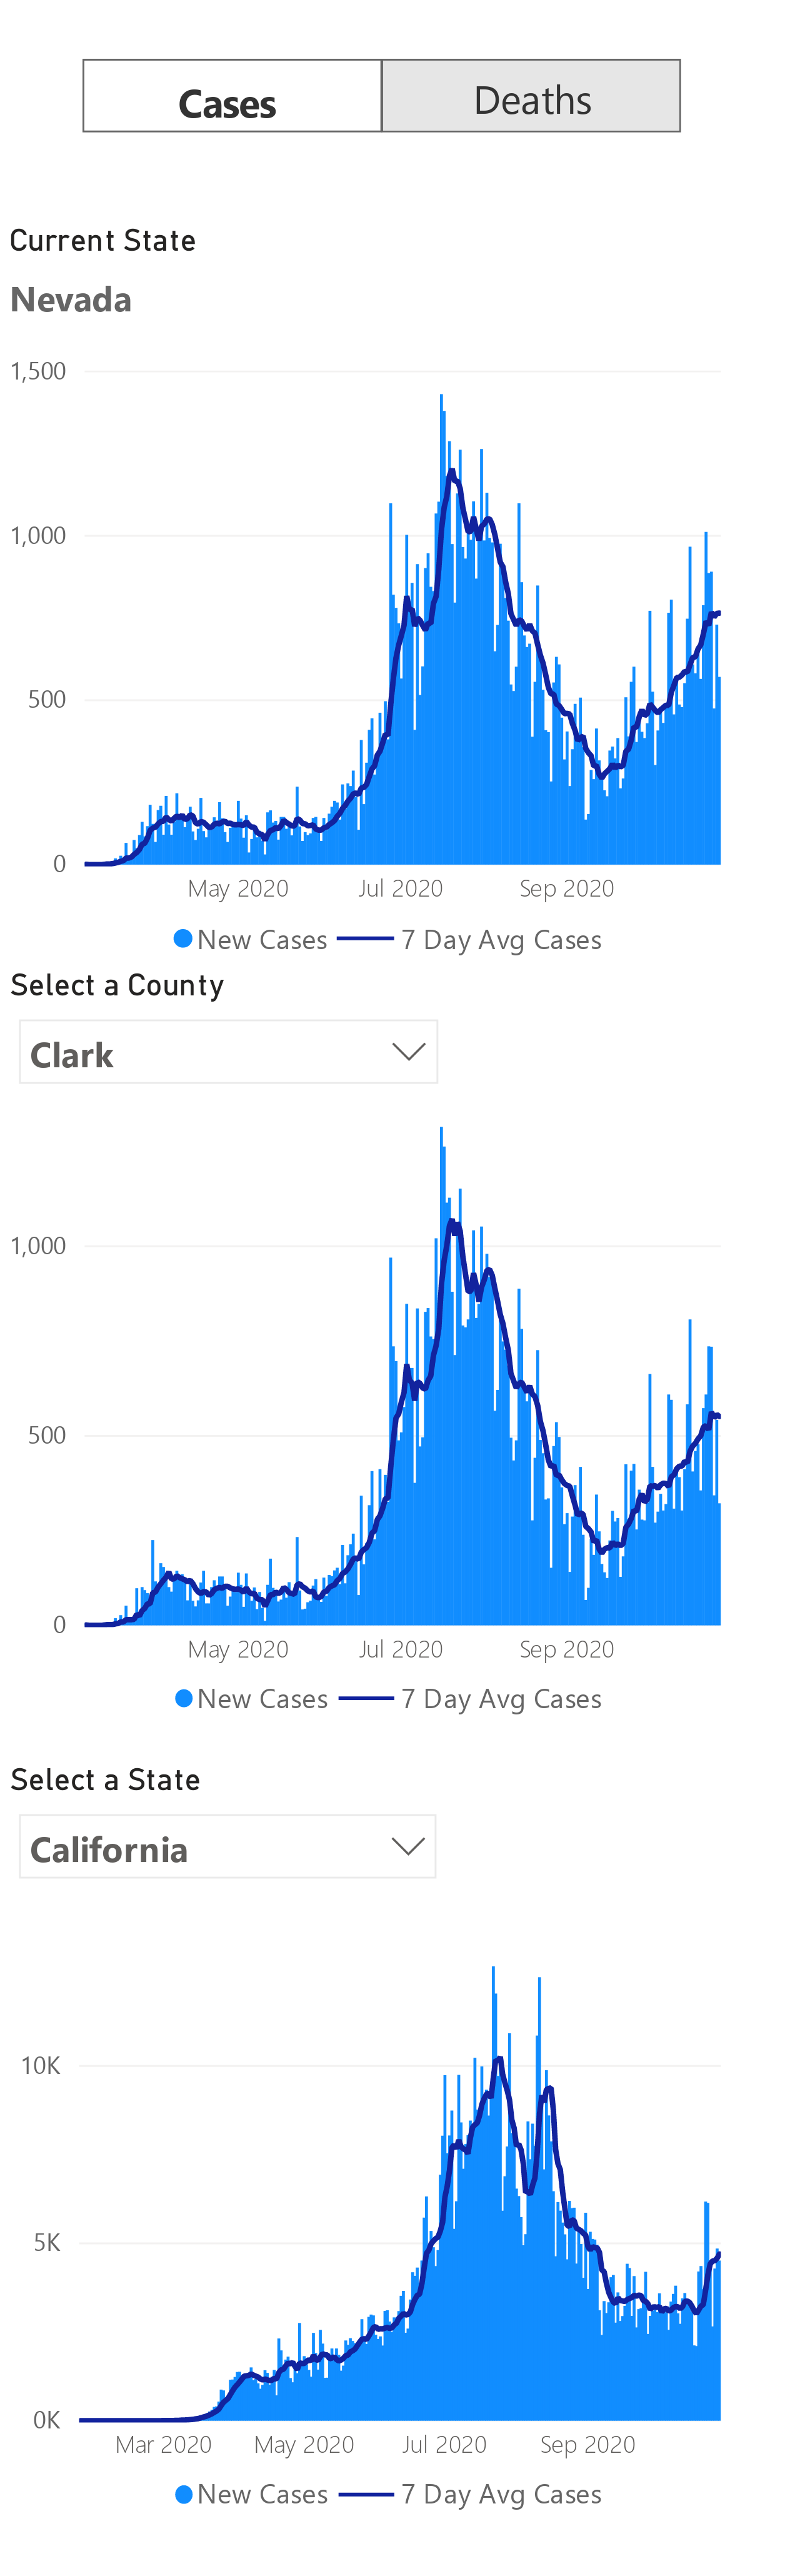 Cases Deaths
Current State
Nevada
1,500
1,000
500
0
May 2020 Jul 2020 Sep 2020
New Cases 7 Day Avg Cases
Select a County
Clark
1,000
500
0
May 2020 Jul 2020 Sep 2020
New Cases 7 Day Avg Cases
Select a State
California
10K
5K
0K
Mar 2020 May 2020 Jul 2020 Sep 2020
New Cases 7 Day Avg Cases